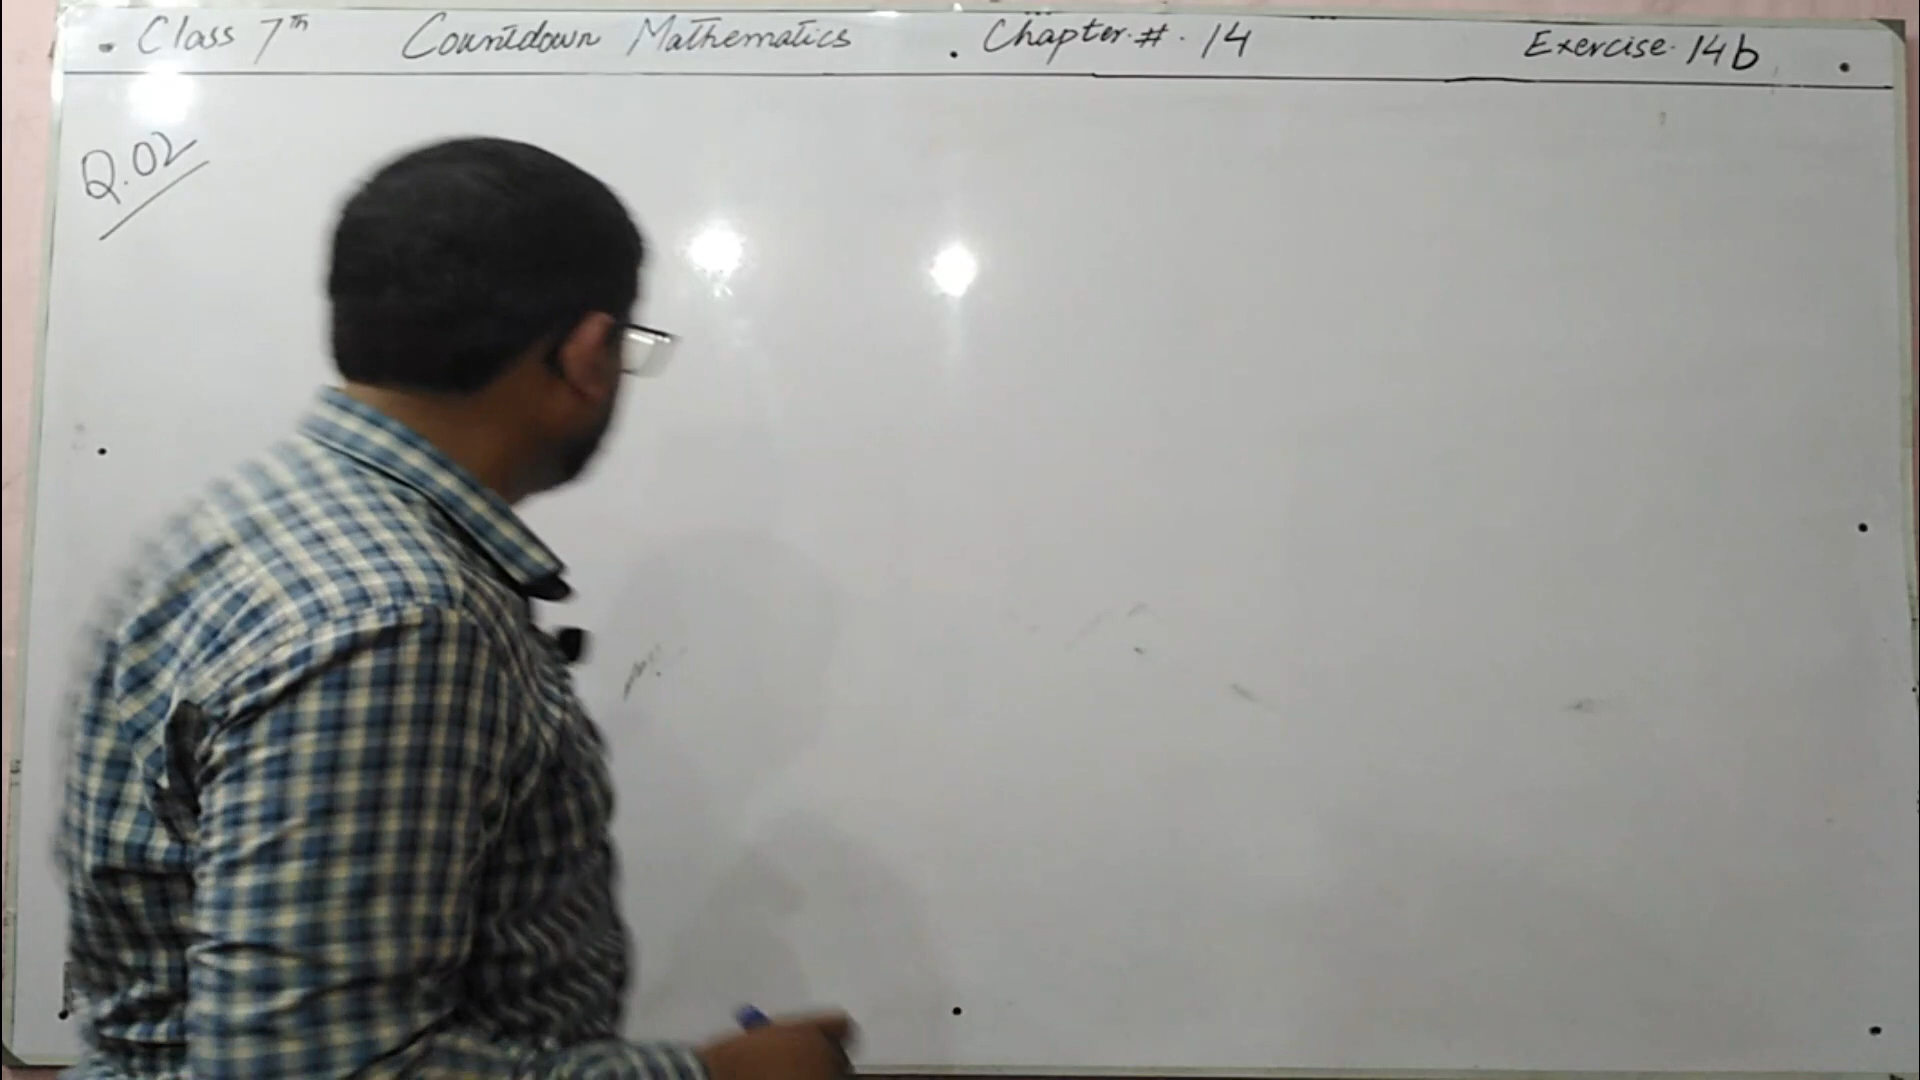 Class 7th Countdown Mathematics . Chapter # . 14 Exercise 14b
Q.02